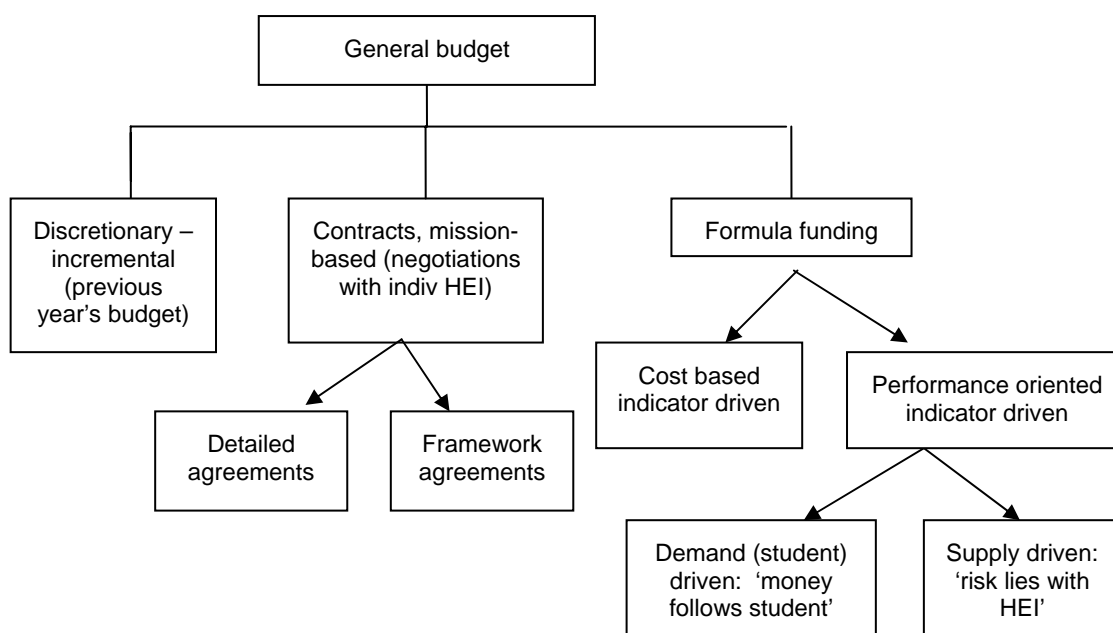 General budget
Discretionary –
incremental
(previous
year’s budget)
Contracts, mission-
based (negotiations
with indiv HEI)
Formula funding
Detailed
agreements
Framework
agreements
Cost based
indicator driven
Performance oriented
indicator driven
Demand (student)
driven: ‘money
follows student’
Supply driven:
‘risk lies with
HEI’